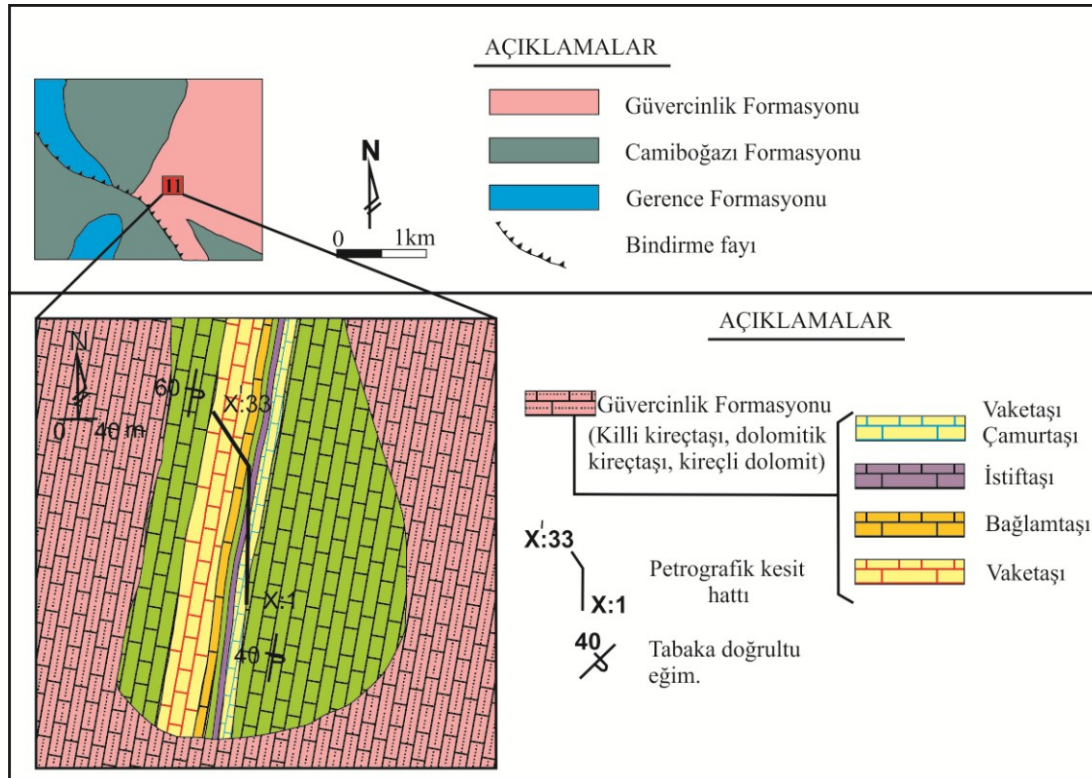 AÇIKLAMALAR
Güvercinlik Formasyonu
Camiboğazı Formasyonu
Gerence Formasyonu
Bindirme fayı
11
N
0 1km
N
0 40 m
60
X':33
X:1
40
AÇIKLAMALAR
Güvercinlik Formasyonu
(Killi kireçtaşı, dolomitik
kireçtaşı, kireçli dolomit)
Vaketaşı
Çamurtaşı
İstiftaşı
Bağlamtaşı
Vaketaşı
X':33
X:1
Petrografik kesit
hattı
40
Tabaka doğrultu
eğim.